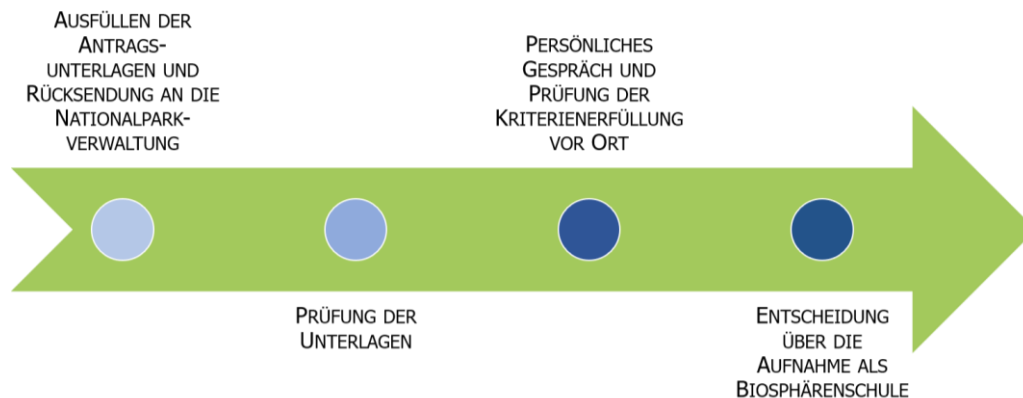 Ausfüllen der
Antrags-
unterlagen und
Rücksendung an die
Nationalpark-
verwaltung
Prüfung der
Unterlagen
Persönliches
Gespräch und
Prüfung der
Kriterienerfüllung
vor Ort
Entscheidung
über die
Aufnahme als
Biosphärenschule